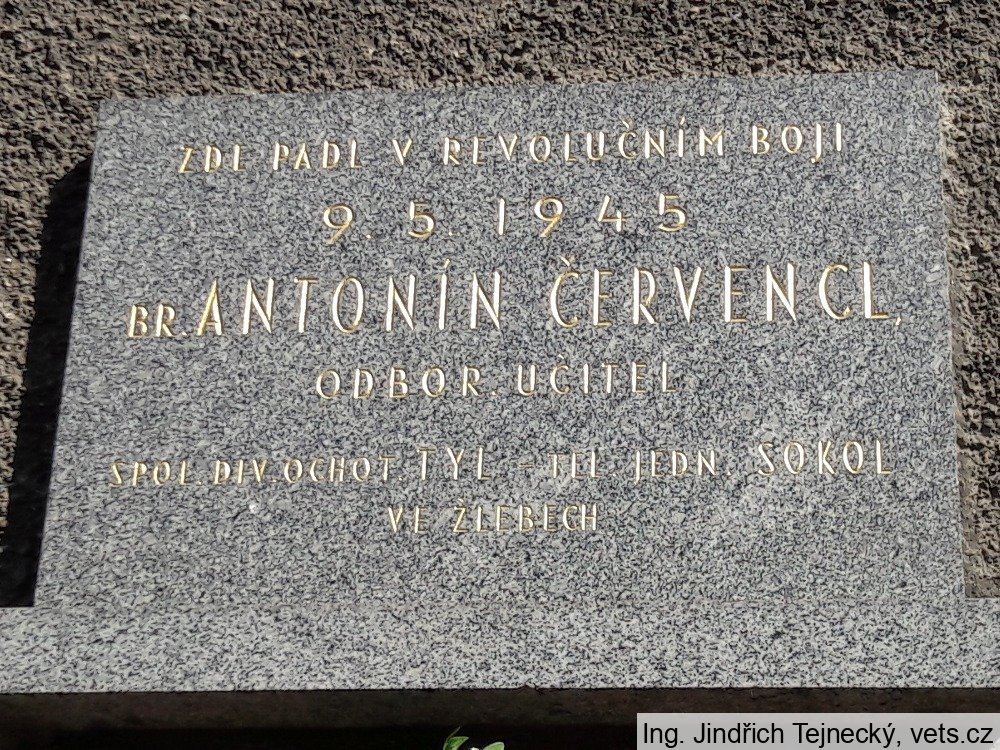 ZDE PADL V REVOLUČNÍM BOJI
9. 5. 1945
BR. ANTONÍN ČERVENCL,
ODBOR. UČITEL
SPOL. DIV. OCHOT. TYL – TĚL. JEDN. SOKOL
VE ŽLEBECH
Ing. Jindřich Tejnecký, vets.cz